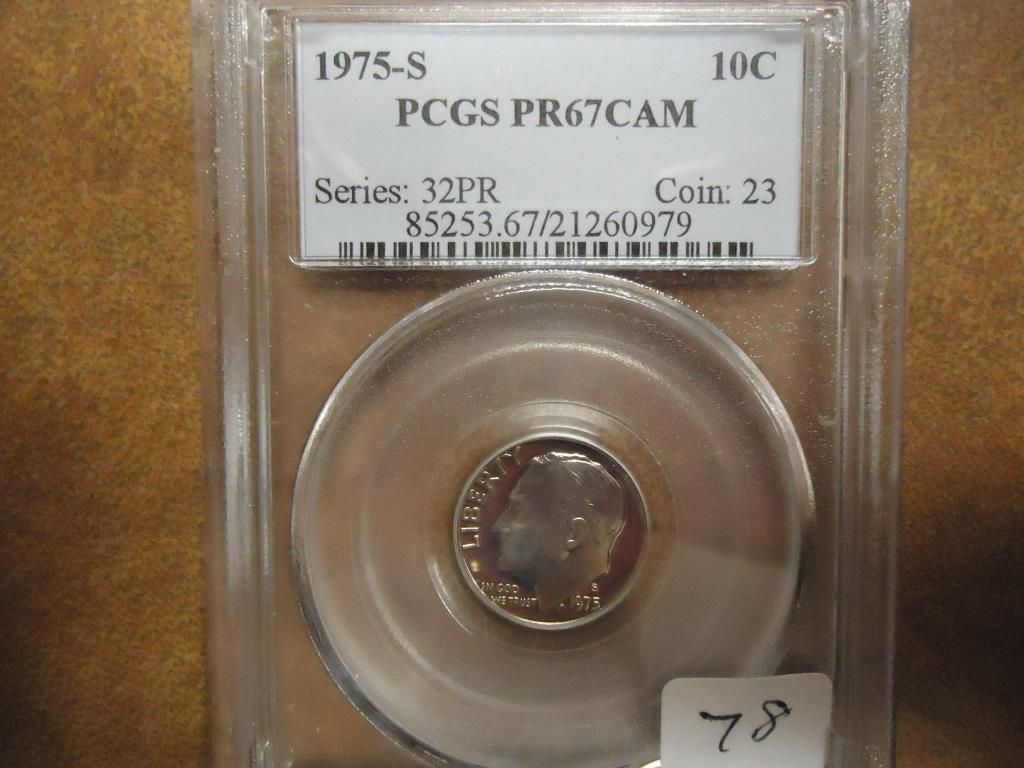 1975-S 10C
PCGS PR67CAM
Series: 32PR Coin: 23
85253.67/21260979
LIBERTY
IN GOD
WE TRUST
S
1975
78